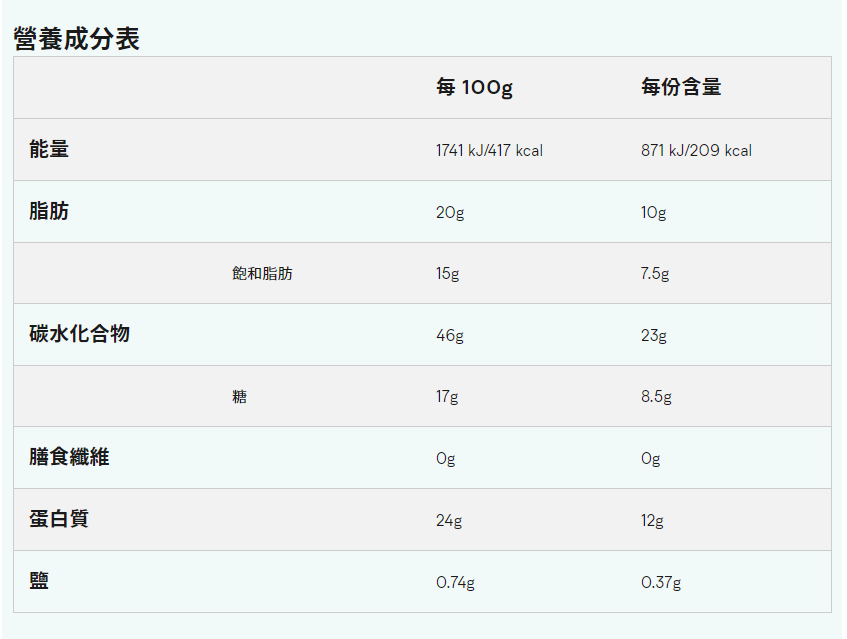 營養成分表
每 100g 每份含量
能量 1741 kJ/417 kcal 871 kJ/209 kcal
脂肪 20g 10g
飽和脂肪 15g 7.5g
碳水化合物 46g 23g
糖 17g 8.5g
膳食纖維 0g 0g
蛋白質 24g 12g
鹽 0.74g 0.37g